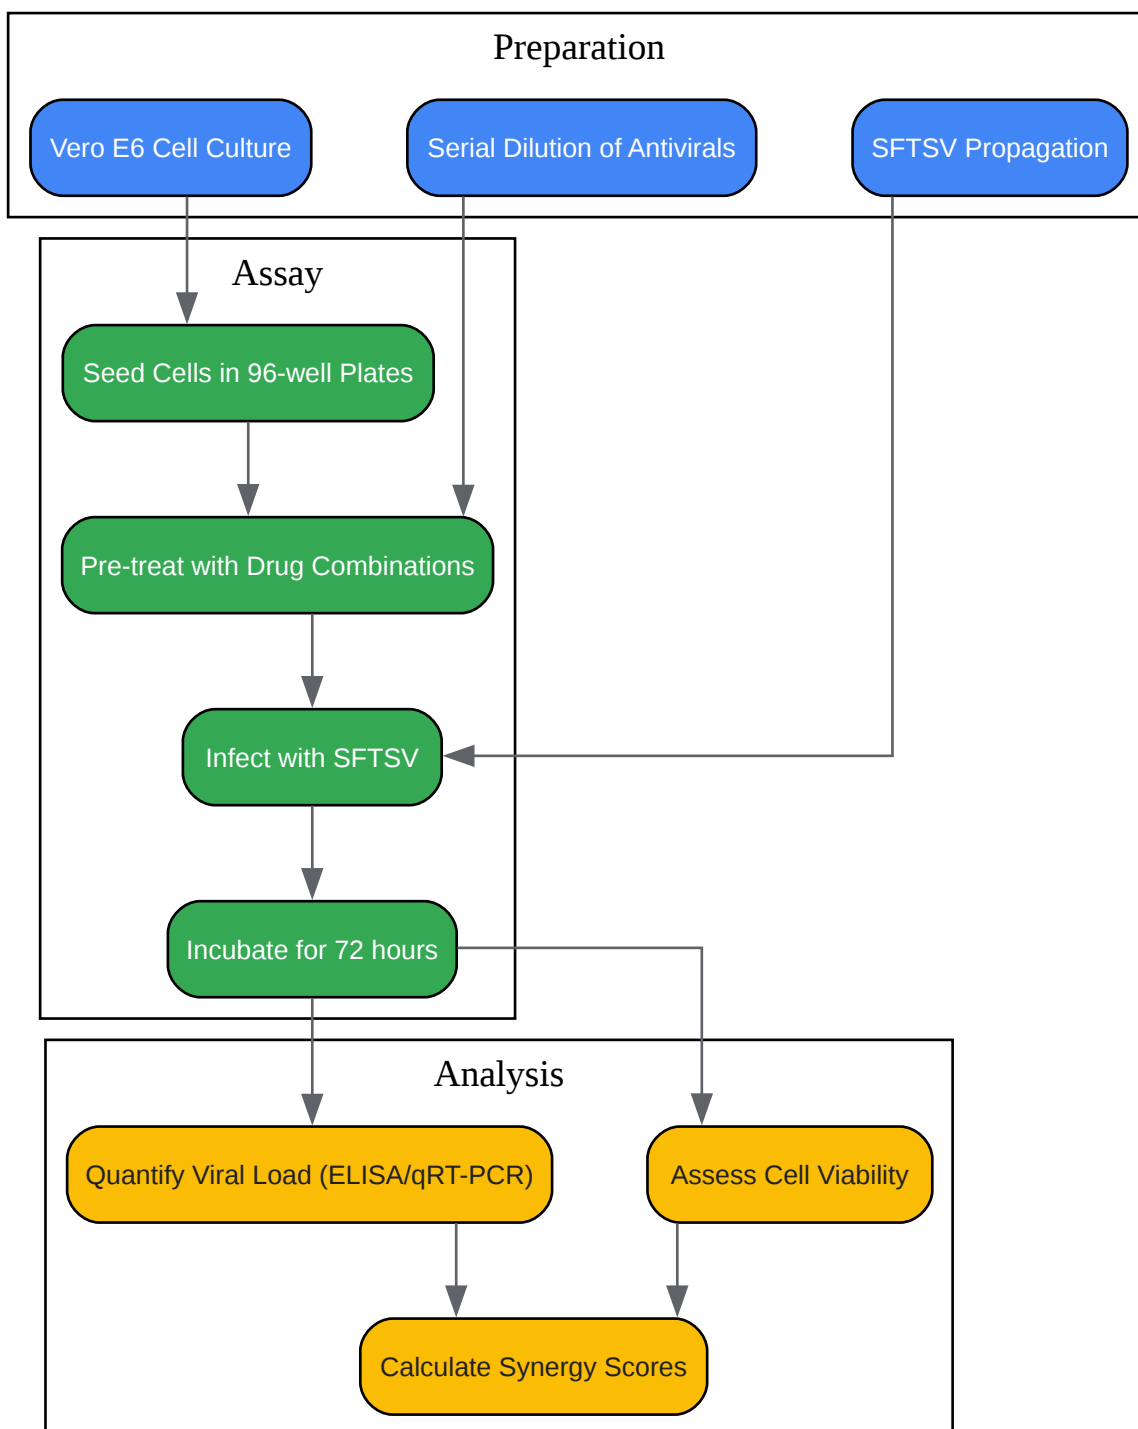 Preparation
Vero E6 Cell Culture
Serial Dilution of Antivirals
SFTSV Propagation
Assay
Seed Cells in 96-well Plates
Pre-treat with Drug Combinations
Infect with SFTSV
Incubate for 72 hours
Analysis
Quantify Viral Load (ELISA/qRT-PCR)
Assess Cell Viability
Calculate Synergy Scores